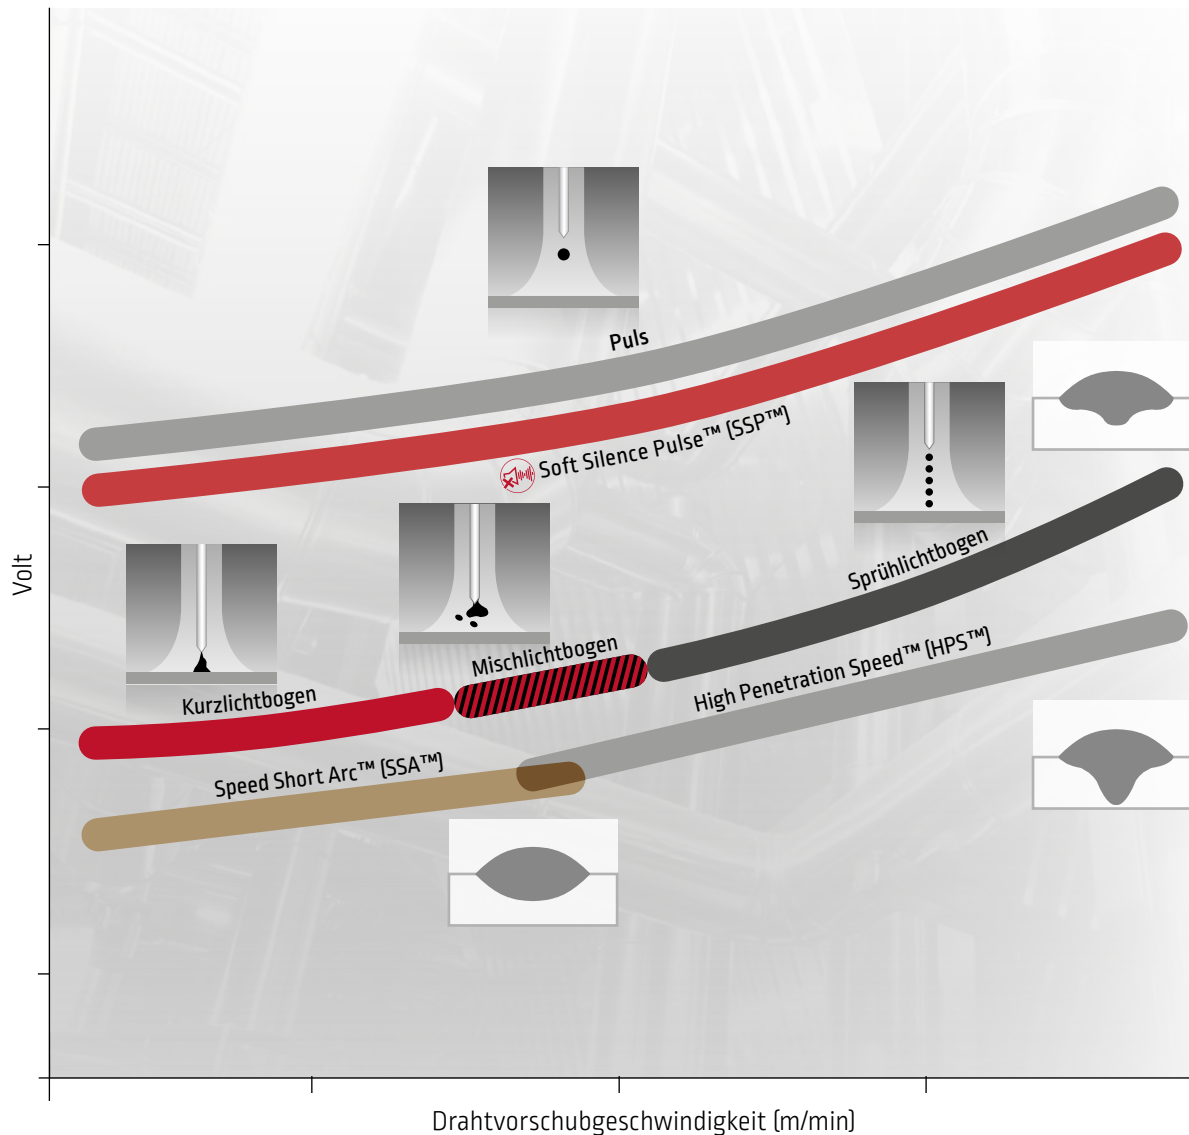 Puls
Soft Silence Pulse™ (SSP™)
Sprühlichtbogen
Mischlichtbogen
High Penetration Speed™ (HPS™)
Kurzlichtbogen
Speed Short Arc™ (SSA™)
Volt
Drahtvorschubgeschwindigkeit (m/min)